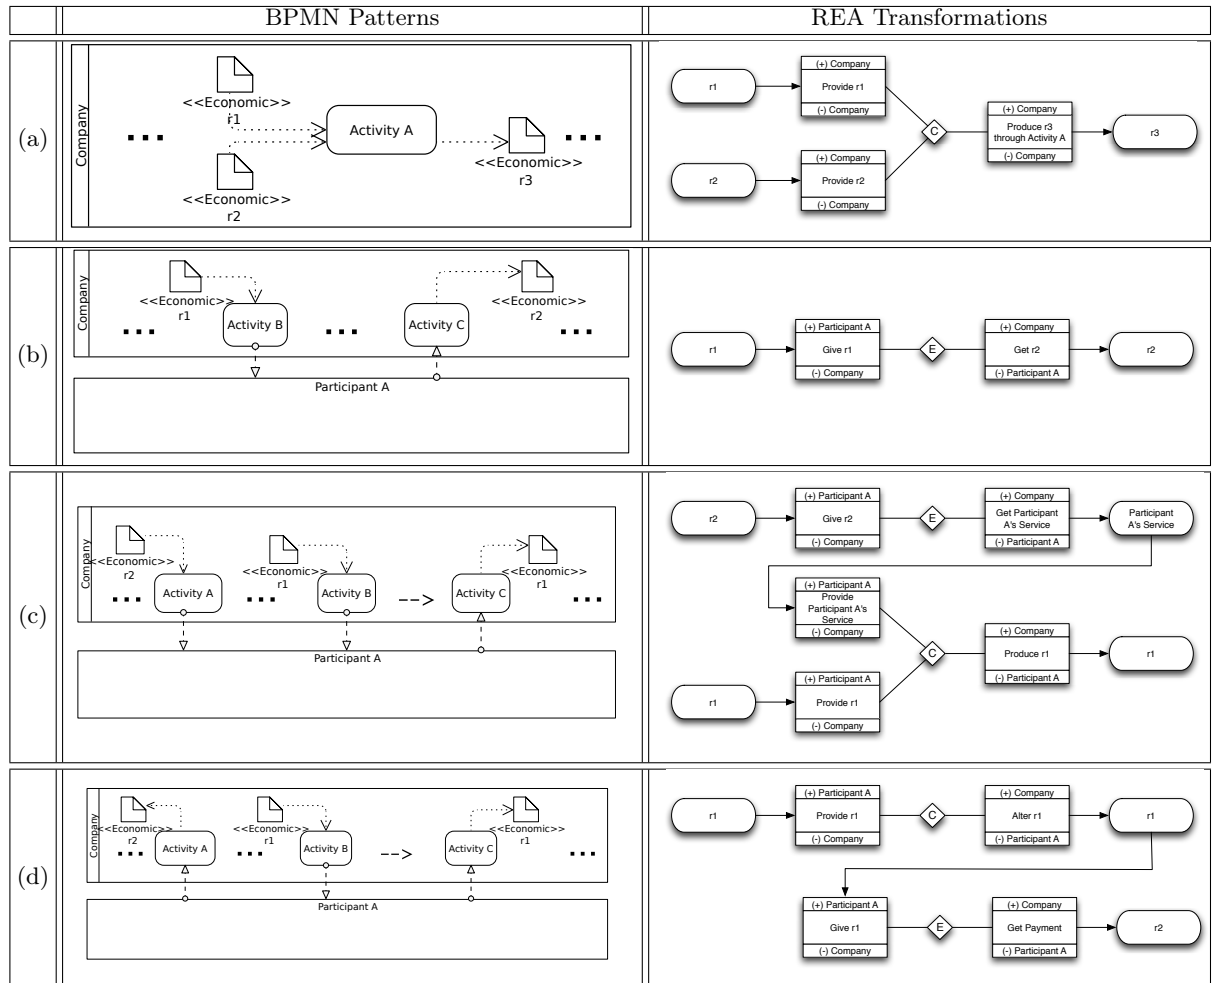 BPMN Patterns
REA Transformations
(a)
Company
<<Economic>>
r1
<<Economic>>
r2
Activity A
<<Economic>>
r3
r1
(+) Company
Provide r1
(-) Company
r2
(+) Company
Provide r2
(-) Company
C
(+) Company
Produce r3
through Activity A
(-) Company
r3
(b)
Company
<<Economic>>
r1
Activity B
Activity C
<<Economic>>
r2
Participant A
r1
(+) Participant A
Give r1
(-) Company
E
(+) Company
Get r2
(-) Participant A
r2
(c)
Company
<<Economic>>
r2
Activity A
<<Economic>>
r1
Activity B
Activity C
<<Economic>>
r1
Participant A
r2
(+) Participant A
Give r2
(-) Company
E
(+) Company
Get Participant
A's Service
(-) Participant A
Participant
A's Service
(+) Participant A
Provide
Participant A's
Service
(-) Company
r1
(+) Participant A
Provide r1
(-) Company
C
(+) Company
Produce r1
(-) Participant A
r1
(d)
Company
<<Economic>>
r2
Activity A
<<Economic>>
r1
Activity B
Activity C
<<Economic>>
r1
Participant A
r1
(+) Participant A
Provide r1
(-) Company
C
(+) Company
Alter r1
(-) Participant A
r1
(+) Participant A
Give r1
(-) Company
E
(+) Company
Get Payment
(-) Participant A
r2